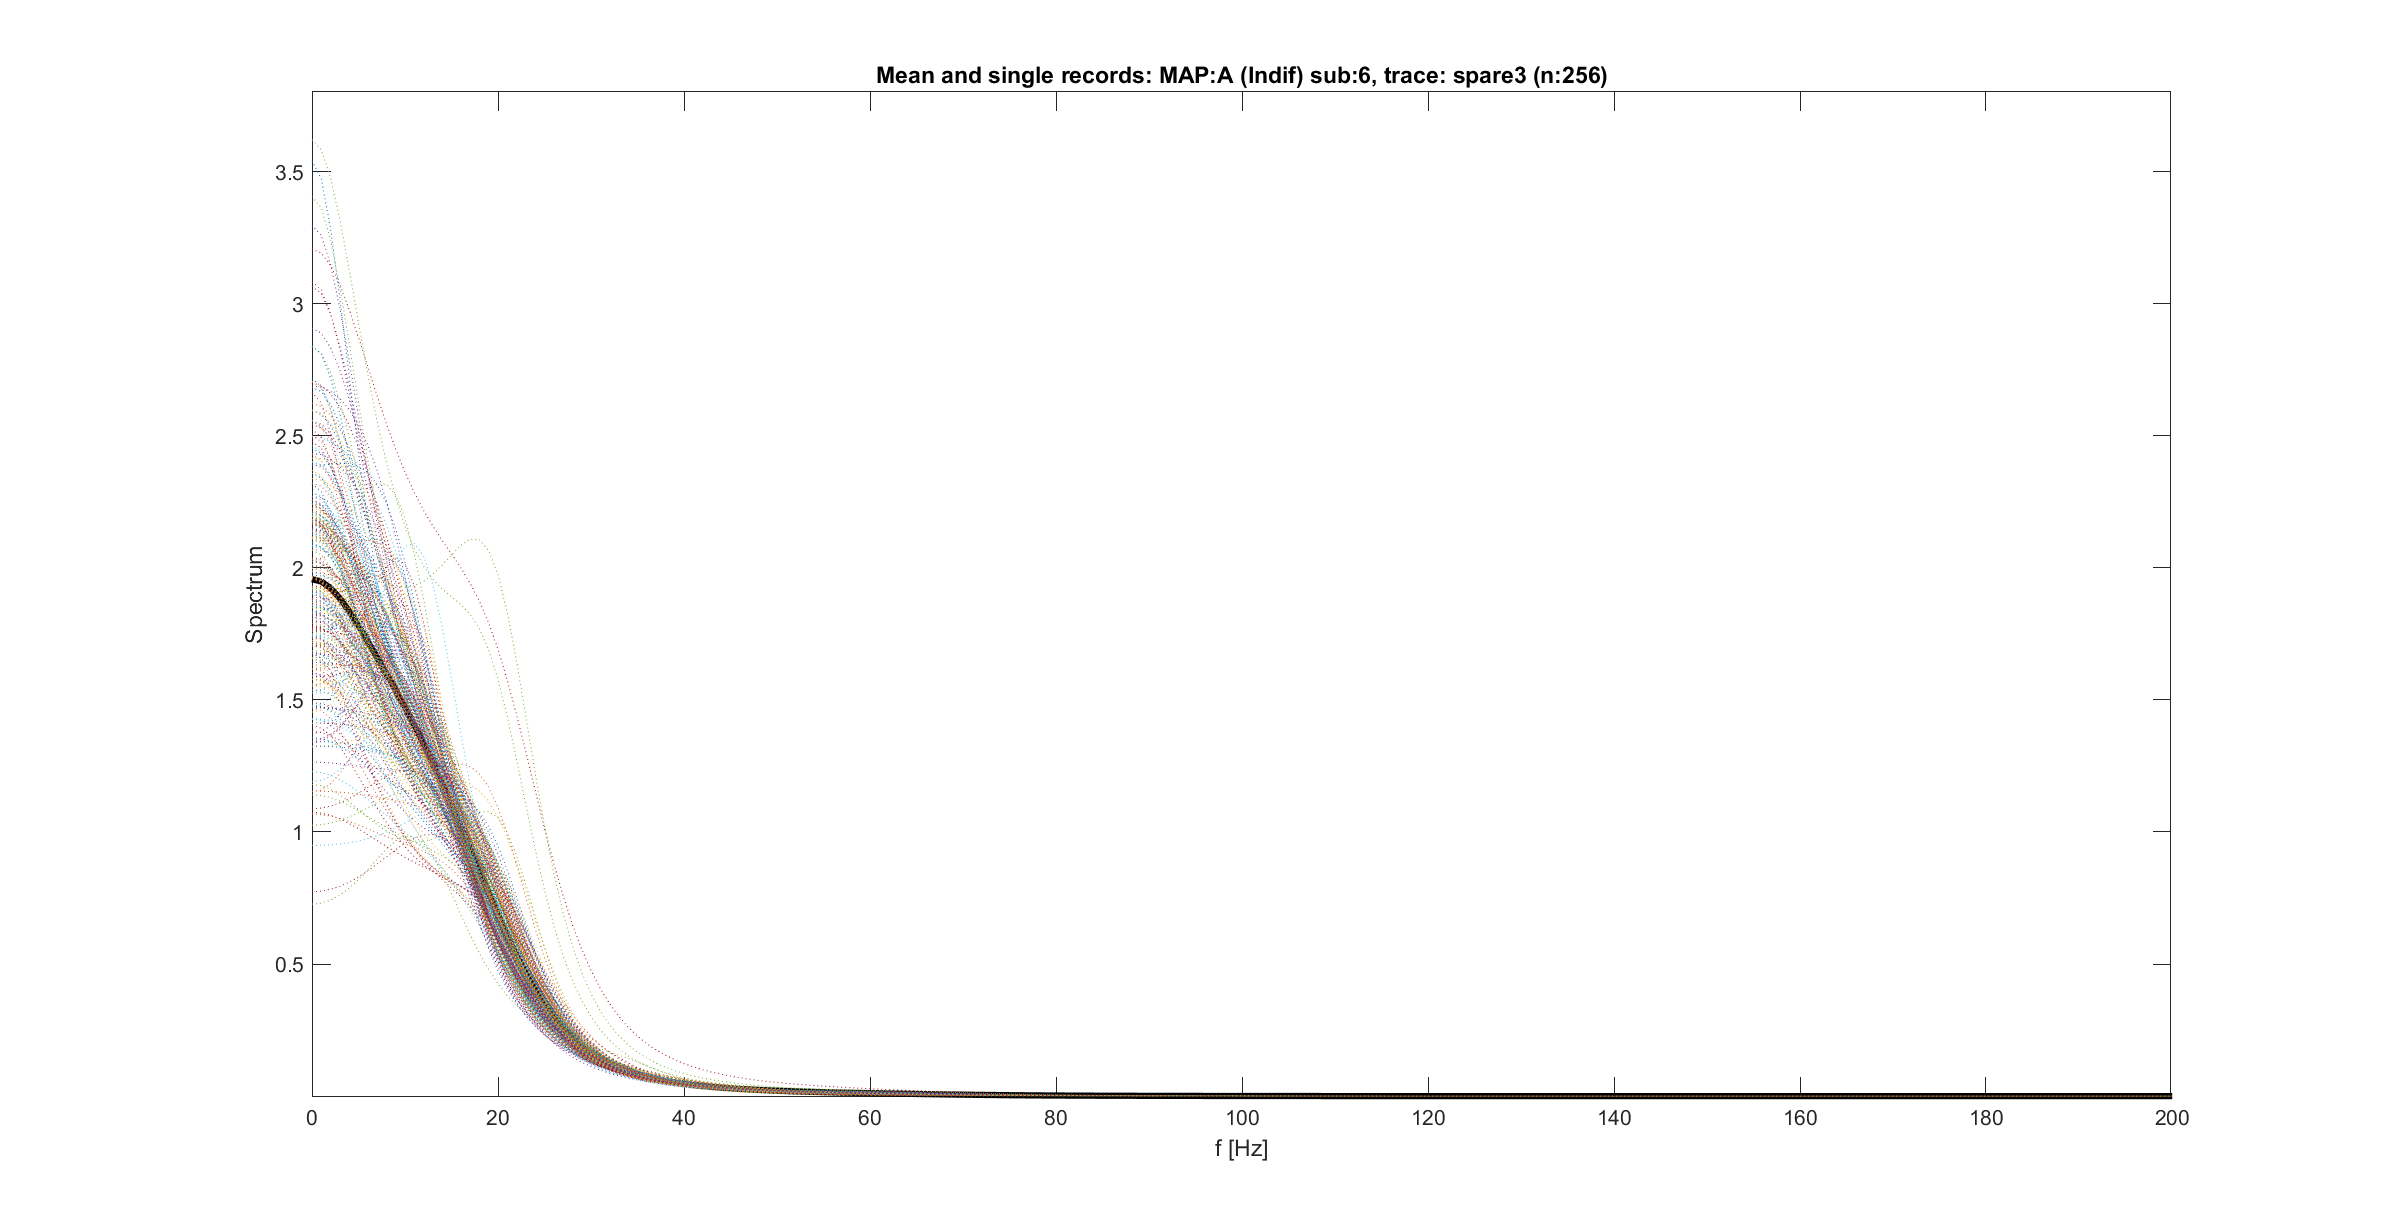 Mean and single records: MAP:A (Indif) sub:6, trace: spare3 (n:256)
3.5
3
2.5
2
1.5
1
0.5
Spectrum
0 20 40 60 80 100 120 140 160 180 200
f [Hz]